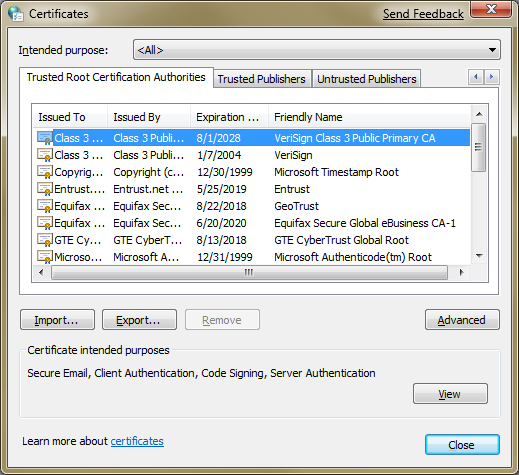 Certificates Send Feedback
Intended purpose: <All>
Trusted Root Certification Authorities Trusted Publishers Untrusted Publishers
Issued To Issued By Expiration ... Friendly Name
Class 3 ... Class 3 Publi... 8/1/2028 VeriSign Class 3 Public Primary CA
Class 3 ... Class 3 Publi... 1/7/2004 VeriSign
Copyrig... Copyright (c... 12/30/1999 Microsoft Timestamp Root
Entrust.... Entrust.net ... 5/25/2019 Entrust
Equifax ... Equifax Sec... 8/22/2018 GeoTrust
Equifax ... Equifax Sec... 6/20/2020 Equifax Secure Global eBusiness CA-1
GTE Cy... GTE CyberT... 8/13/2018 GTE CyberTrust Global Root
Microso... Microsoft A... 12/31/1999 Microsoft Authenticode(tm) Root
Import... Export... Remove Advanced
Certificate intended purposes
Secure Email, Client Authentication, Code Signing, Server Authentication
View
Learn more about certificates
Close